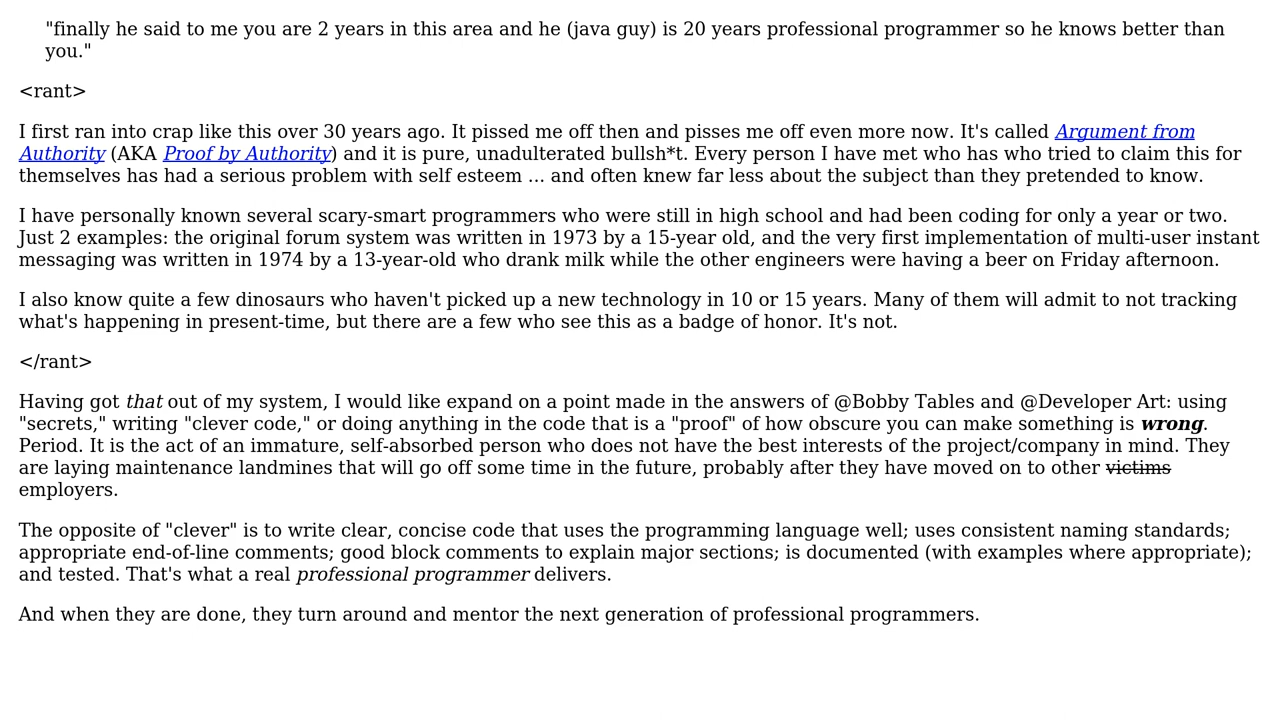 "finally he said to me you are 2 years in this area and he (java guy) is 20 years professional programmer so he knows better than
you."
<rant>
I first ran into crap like this over 30 years ago. It pissed me off then and pisses me off even more now. It's called Argument from
Authority (AKA Proof by Authority) and it is pure, unadulterated bullsh*t. Every person I have met who has who tried to claim this for
themselves has had a serious problem with self esteem ... and often knew far less about the subject than they pretended to know.
I have personally known several scary-smart programmers who were still in high school and had been coding for only a year or two.
Just 2 examples: the original forum system was written in 1973 by a 15-year old, and the very first implementation of multi-user instant
messaging was written in 1974 by a 13-year-old who drank milk while the other engineers were having a beer on Friday afternoon.
I also know quite a few dinosaurs who haven't picked up a new technology in 10 or 15 years. Many of them will admit to not tracking
what's happening in present-time, but there are a few who see this as a badge of honor. It's not.
</rant>
Having got that out of my system, I would like expand on a point made in the answers of @Bobby Tables and @Developer Art: using
"secrets," writing "clever code," or doing anything in the code that is a "proof" of how obscure you can make something is wrong.
Period. It is the act of an immature, self-absorbed person who does not have the best interests of the project/company in mind. They
are laying maintenance landmines that will go off some time in the future, probably after they have moved on to other victims
employers.
The opposite of "clever" is to write clear, concise code that uses the programming language well; uses consistent naming standards;
appropriate end-of-line comments; good block comments to explain major sections; is documented (with examples where appropriate);
and tested. That's what a real professional programmer delivers.
And when they are done, they turn around and mentor the next generation of professional programmers.